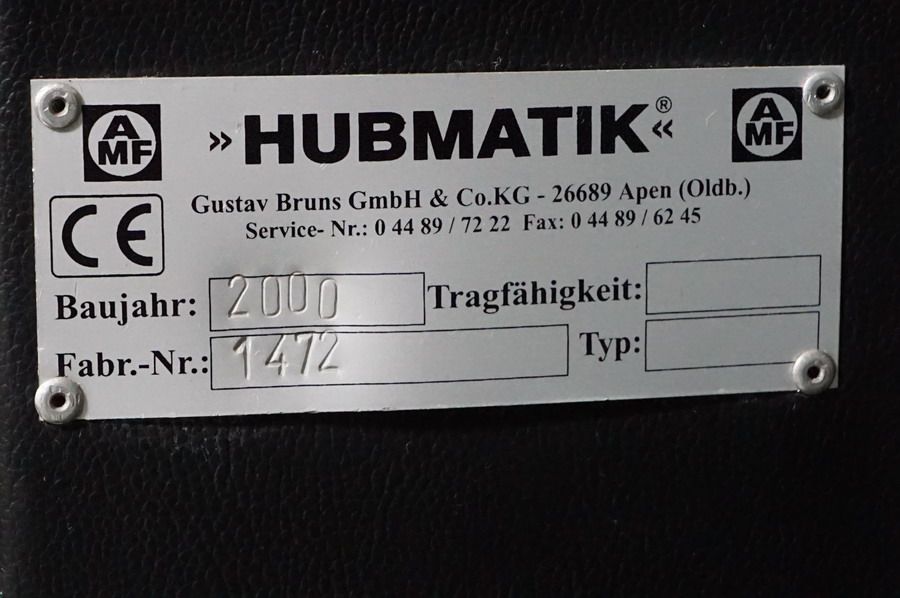 AMF »HUBMATIK®« AMF
Gustav Bruns GmbH & Co.KG - 26689 Apen (Oldb.)
CE Service- Nr.: 0 44 89 / 72 22 Fax: 0 44 89 / 62 45
Baujahr: 2000 Tragfähigkeit:
Fabr.-Nr.: 1472 Typ: